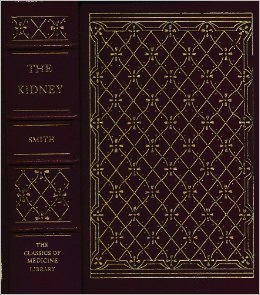 THE
KIDNEY
SMITH
THE
CLASSICS OF
MEDICINE
LIBRARY